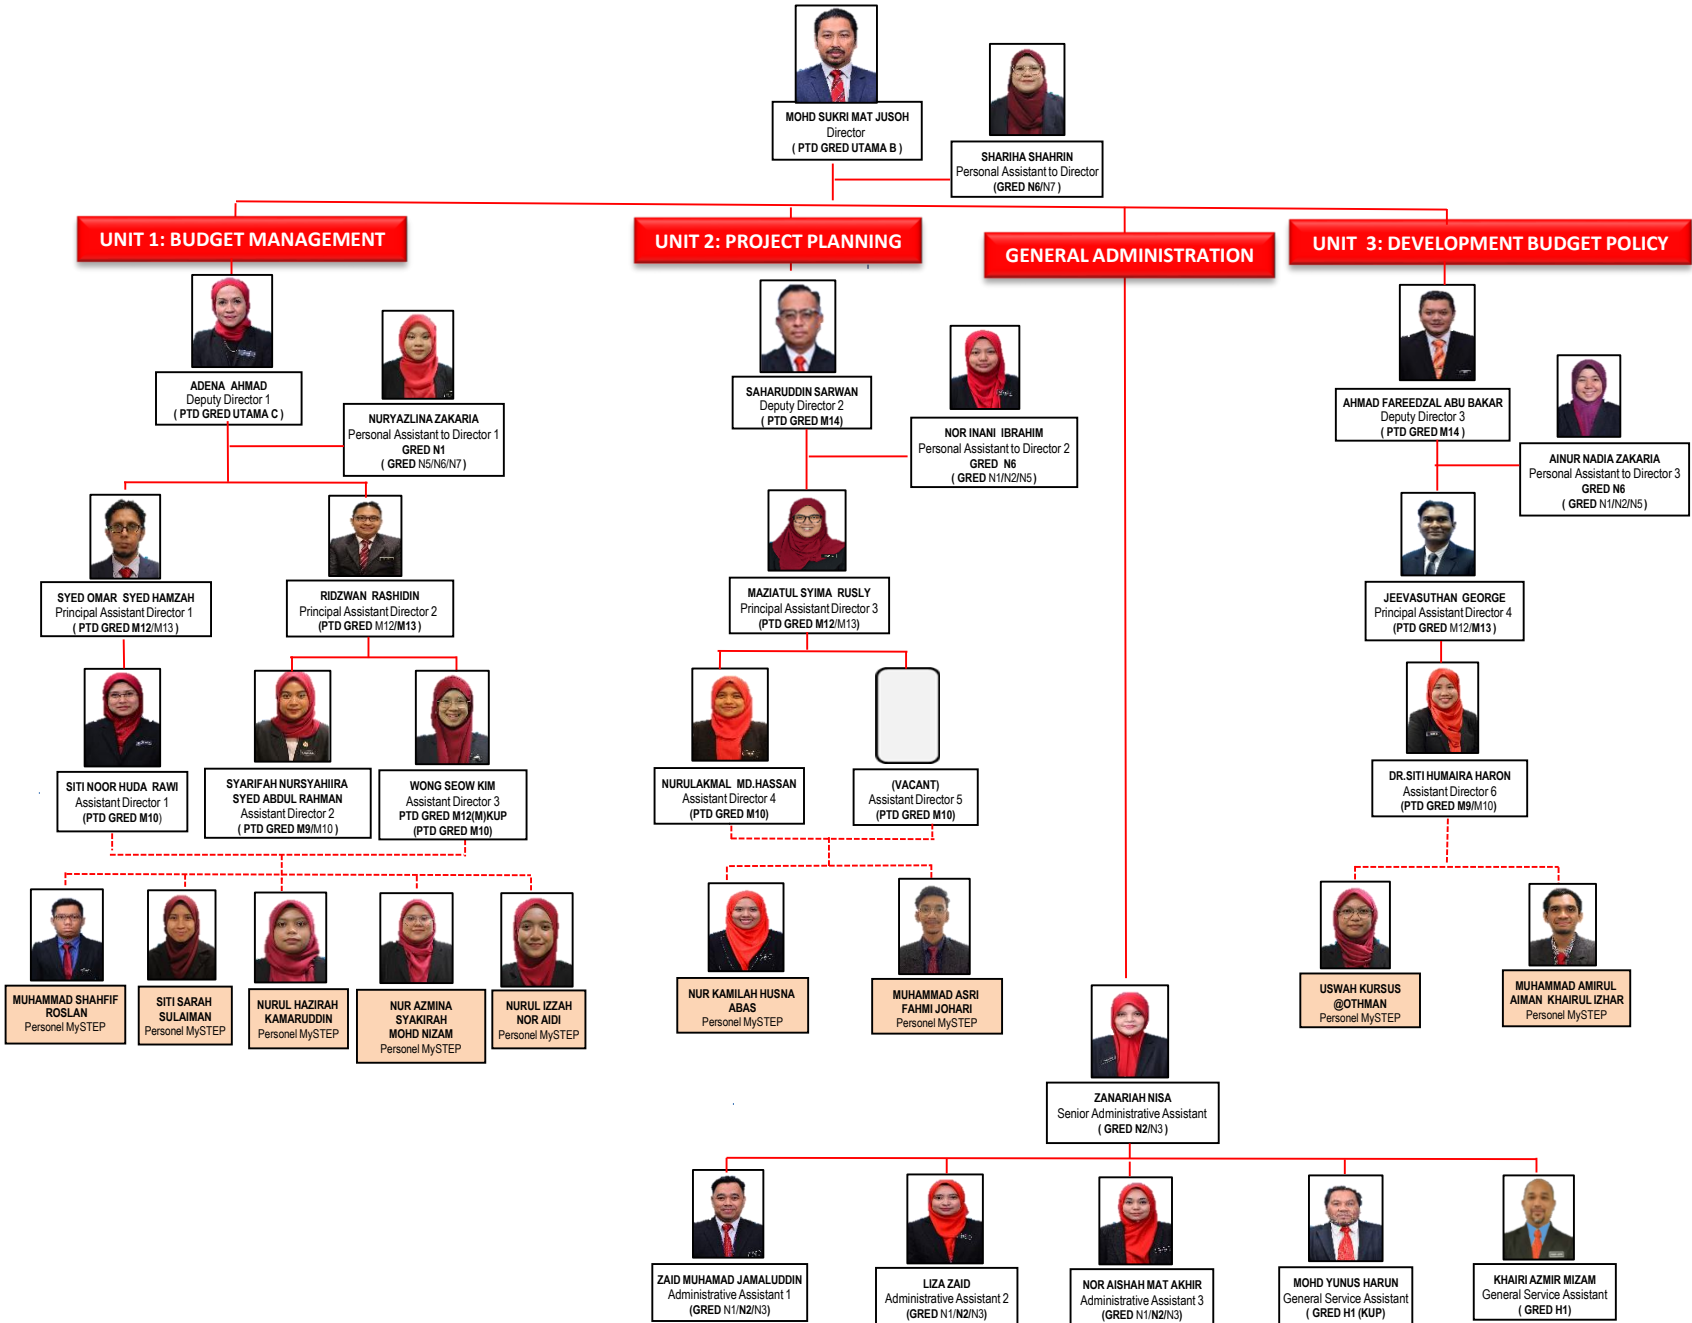 MOHD SUKRI MAT JUSOH
Director
( PTD GRED UTAMA B )
SHARIHA SHAHRIN
Personal Assistant to Director
(GRED N6/N7 )
UNIT 1: BUDGET MANAGEMENT
UNIT 2: PROJECT PLANNING
GENERAL ADMINISTRATION
UNIT 3: DEVELOPMENT BUDGET POLICY
ADENA AHMAD
Deputy Director 1
( PTD GRED UTAMA C )
NURYAZLINA ZAKARIA
Personal Assistant to Director 1
GRED N1
( GRED N5/N6/N7 )
SAHARUDDIN SARWAN
Deputy Director 2
( PTD GRED M14)
NOR INANI IBRAHIM
Personal Assistant to Director 2
GRED N6
( GRED N1/N2/N5)
AHMAD FAREEDZAL ABU BAKAR
Deputy Director 3
( PTD GRED M14 )
AINUR NADIA ZAKARIA
Personal Assistant to Director 3
GRED N6
( GRED N1/N2/N5)
SYED OMAR SYED HAMZAH
Principal Assistant Director 1
( PTD GRED M12/M13 )
RIDZWAN RASHIDIN
Principal Assistant Director 2
(PTD GRED M12/M13 )
MAZIATUL SYIMA RUSLY
Principal Assistant Director 3
(PTD GRED M12/M13)
JEEVASUTHAN GEORGE
Principal Assistant Director 4
(PTD GRED M12/M13 )
SITI NOOR HUDA RAWI
Assistant Director 1
(PTD GRED M10)
SYARIFAH NURSYAHIIRA
SYED ABDUL RAHMAN
Assistant Director 2
( PTD GRED M9/M10 )
WONG SEOW KIM
Assistant Director 3
PTD GRED M12(M)KUP
(PTD GRED M10)
NURULAKMAL MD.HASSAN
Assistant Director 4
(PTD GRED M10)
(VACANT)
Assistant Director 5
(PTD GRED M10)
DR.SITI HUMAIRA HARON
Assistant Director 6
(PTD GRED M9/M10)
MUHAMMAD SHAHFIF
ROSLAN
Personel MySTEP
SITI SARAH
SULAIMAN
Personel MySTEP
NURUL HAZIRAH
KAMARUDDIN
Personel MySTEP
NUR AZMINA
SYAKIRAH
MOHD NIZAM
Personel MySTEP
NURUL IZZAH
NOR AIDI
Personel MySTEP
NUR KAMILAH HUSNA
ABAS
Personel MySTEP
MUHAMMAD ASRI
FAHMI JOHARI
Personel MySTEP
USWAH KURSUS
@OTHMAN
Personel MySTEP
MUHAMMAD AMIRUL
AIMAN KHAIRUL IZHAR
Personel MySTEP
ZANARIAH NISA
Senior Administrative Assistant
( GRED N2/N3 )
ZAID MUHAMAD JAMALUDDIN
Administrative Assistant 1
(GRED N1/N2/N3)
LIZA ZAID
Administrative Assistant 2
(GRED N1/N2/N3)
NOR AISHAH MAT AKHIR
Administrative Assistant 3
(GRED N1/N2/N3)
MOHD YUNUS HARUN
General Service Assistant
( GRED H1 (KUP)
KHAIRI AZMIR MIZAM
General Service Assistant
( GRED H1)